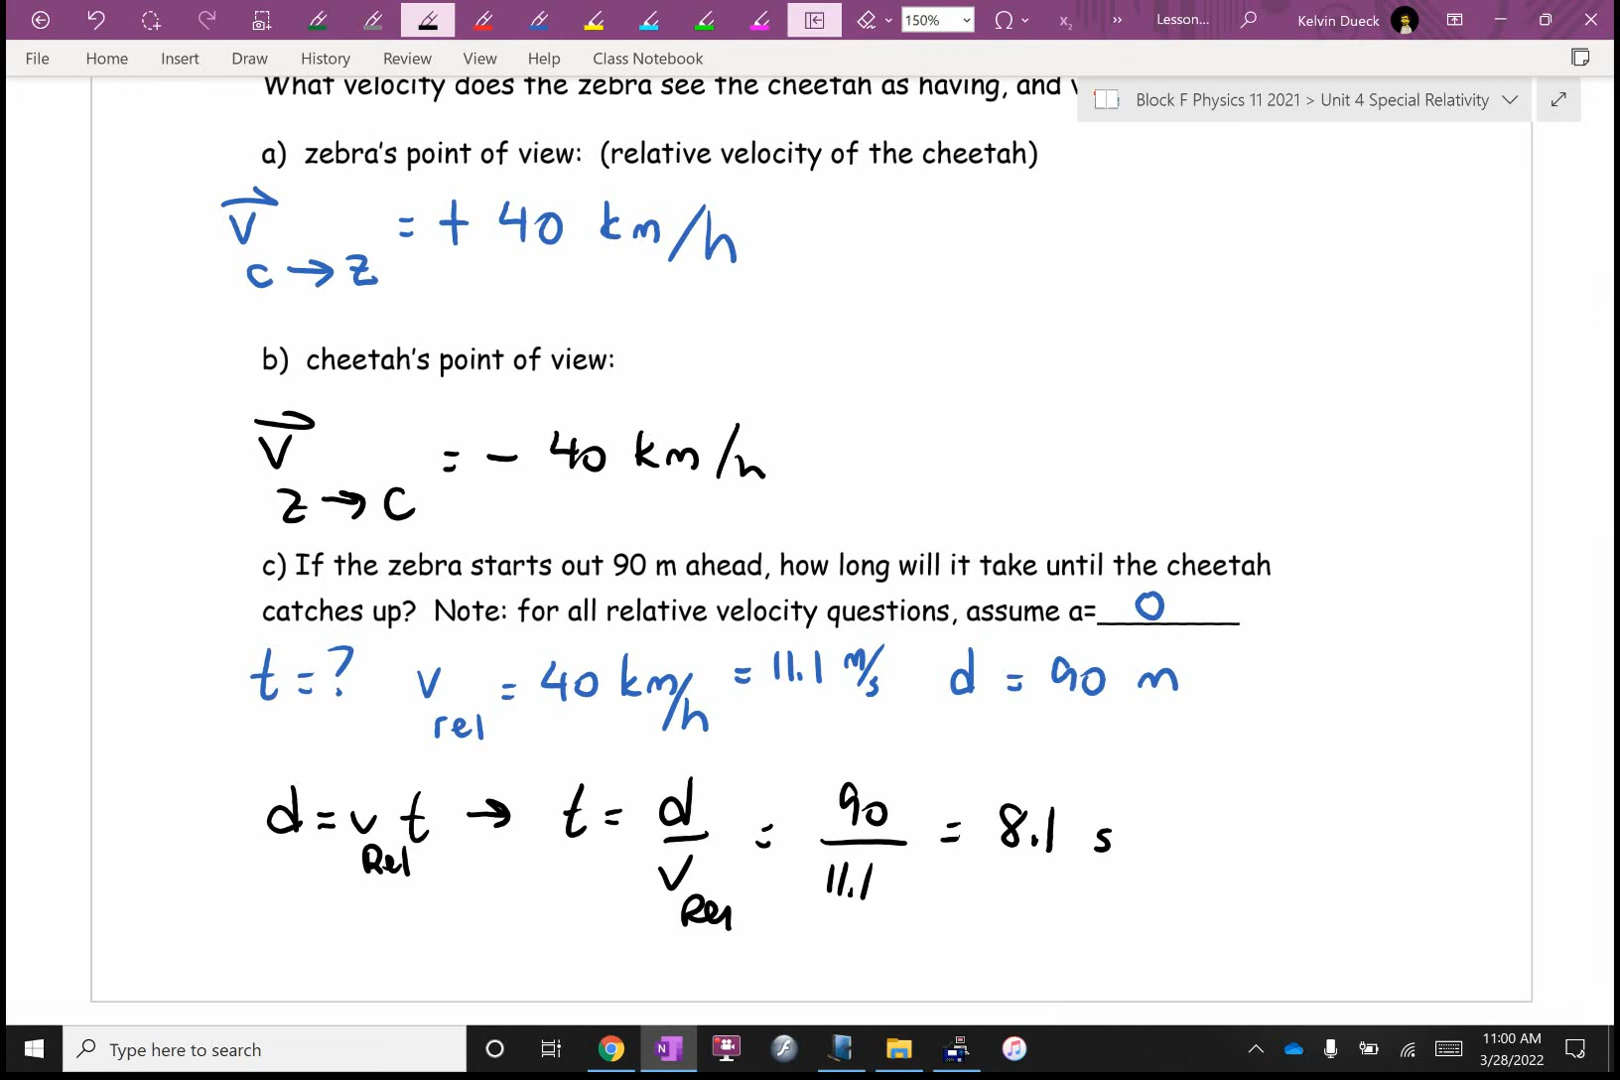 150%
Lesson...
Kelvin Dueck
File Home Insert Draw History Review View Help Class Notebook
What velocity does the zebra see the cheetah as having, and
Block F Physics 11 2021 > Unit 4 Special Relativity
a) zebra's point of view: (relative velocity of the cheetah)
v⃗ c → z = + 40 km/h
b) cheetah's point of view:
v⃗ z → c = - 40 km/h
c) If the zebra starts out 90 m ahead, how long will it take until the cheetah
catches up? Note: for all relative velocity questions, assume a= 0
t = ? v rel = 40 km/h = 11.1 m/s d = 90 m
d = v Rel t → t = d / v Rel = 90 / 11.1 = 8.1 s
Type here to search
11:00 AM
3/28/2022